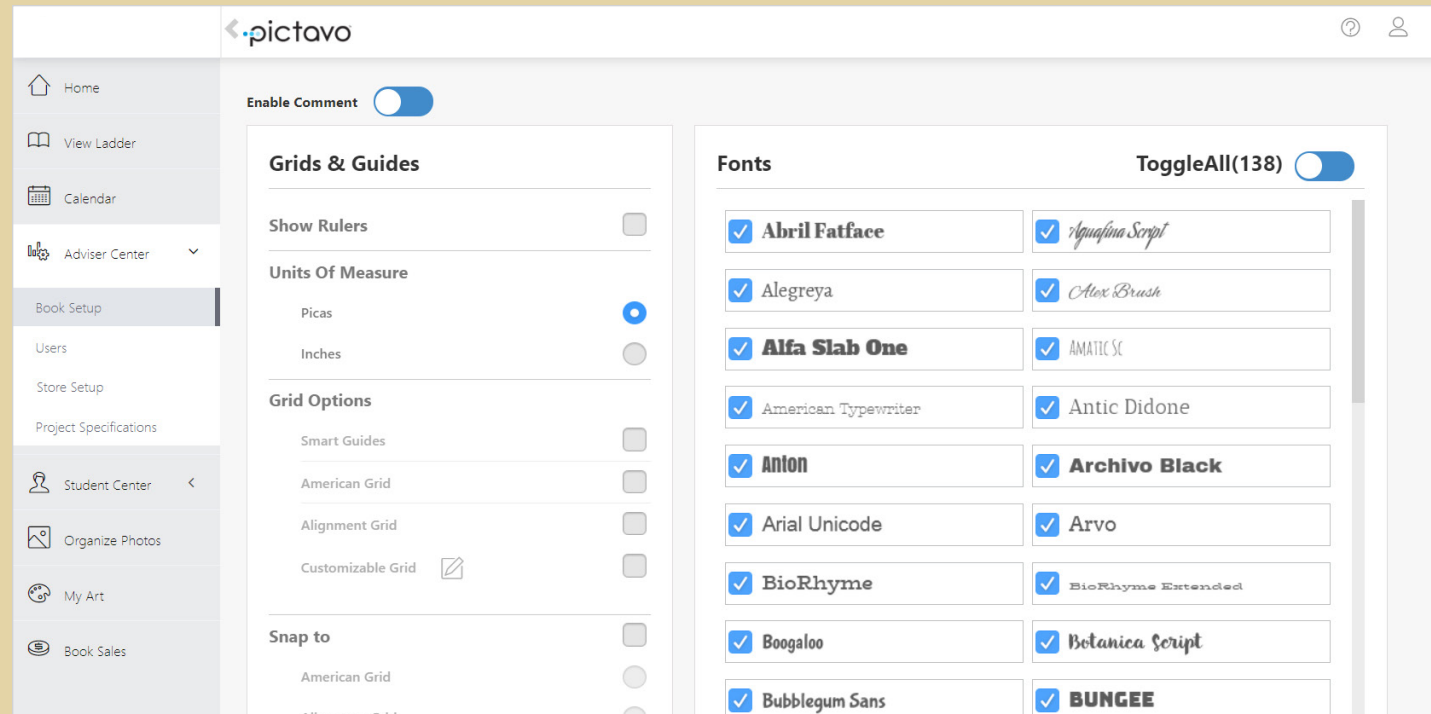 pictavo
Home
View Ladder
Calendar
Adviser Center
Book Setup
Users
Store Setup
Project Specifications
Student Center
Organize Photos
My Art
Book Sales
Enable Comment
Grids & Guides
Show Rulers
Units Of Measure
Picas
Inches
Grid Options
Smart Guides
American Grid
Alignment Grid
Customizable Grid
Snap to
American Grid
Fonts ToggleAll(138)
Abril Fatface Aguafina Script
Alegreya Alex Brush
Alfa Slab One Amatic Sc
American Typewriter Antic Didone
Anton Archivo Black
Arial Unicode Arvo
BioRhyme BioRhyme Extended
Boogaloo Botanica Script
Bubblegum Sans BUNGEE